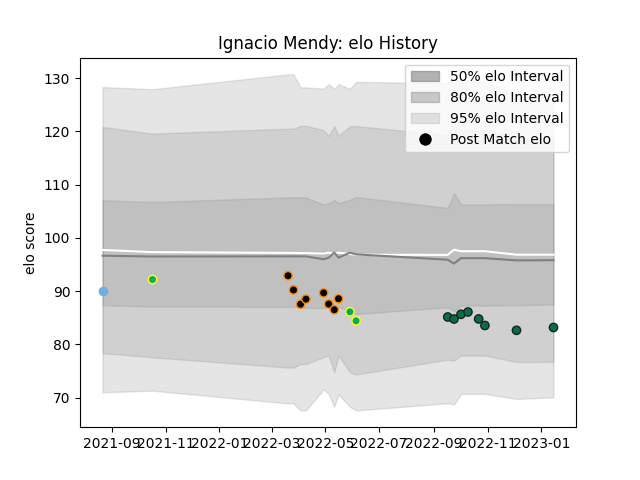 Ignacio Mendy: elo History
50% elo Interval
80% elo Interval
95% elo Interval
Post Match elo
elo score
130
120
110
100
90
80
70
2021-09 2021-11 2022-01 2022-03 2022-05 2022-07 2022-09 2022-11 2023-01